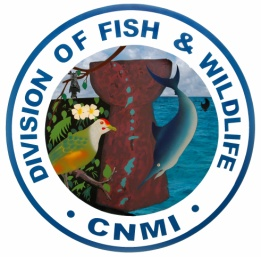 DIVISION OF FISH & WILDLIFE
• CNMI •